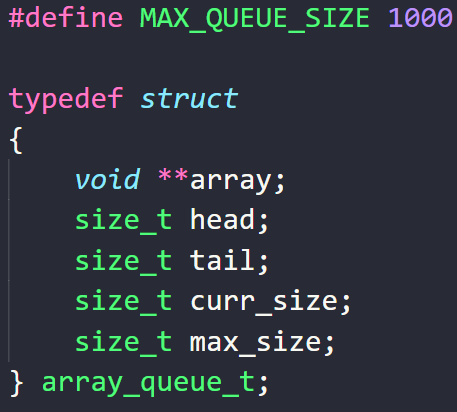 #define MAX_QUEUE_SIZE 1000
typedef struct
{
void **array;
size_t head;
size_t tail;
size_t curr_size;
size_t max_size;
} array_queue_t;